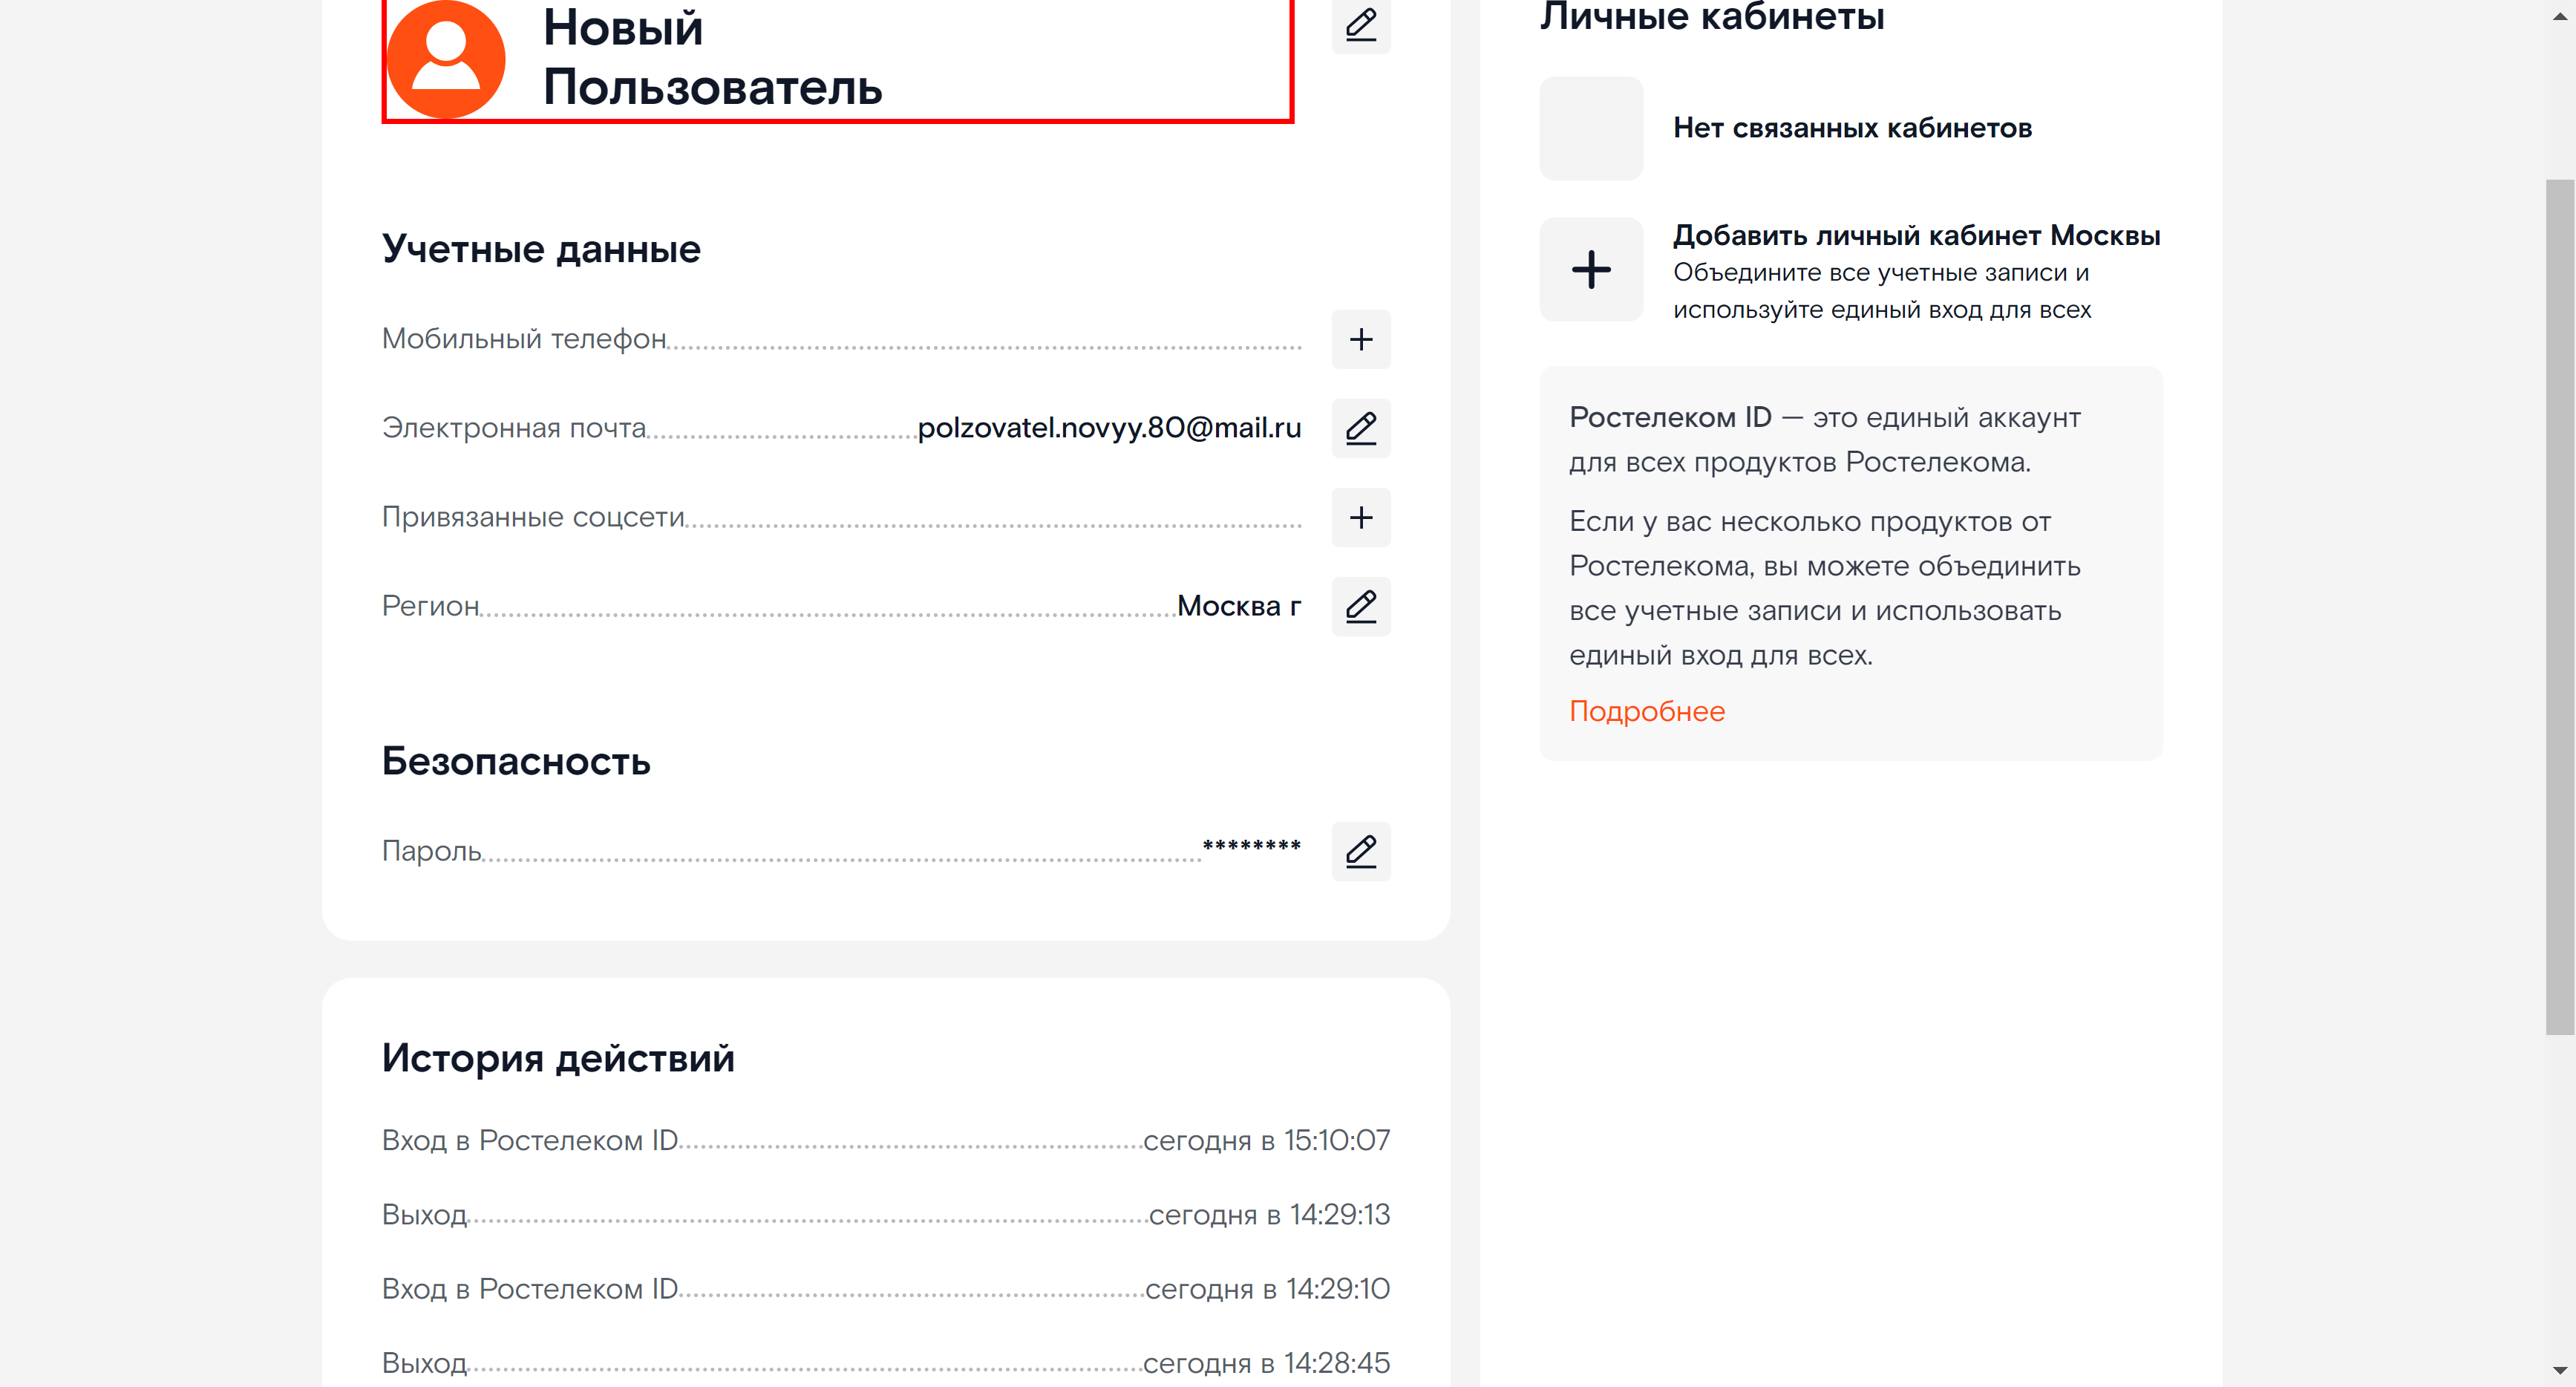 Новый
Пользователь
Учетные данные
Мобильный телефон
Электронная почта polzovatel.novyy.80@mail.ru
Привязанные соцсети
Регион Москва г
Безопасность
Пароль ********
История действий
Вход в Ростелеком ID сегодня в 15:10:07
Выход сегодня в 14:29:13
Вход в Ростелеком ID сегодня в 14:29:10
Выход сегодня в 14:28:45
Личные кабинеты
Нет связанных кабинетов
Добавить личный кабинет Москвы
Объедините все учетные записи и
используйте единый вход для всех
Ростелеком ID — это единый аккаунт
для всех продуктов Ростелекома.
Если у вас несколько продуктов от
Ростелекома, вы можете объединить
все учетные записи и использовать
единый вход для всех.
Подробнее